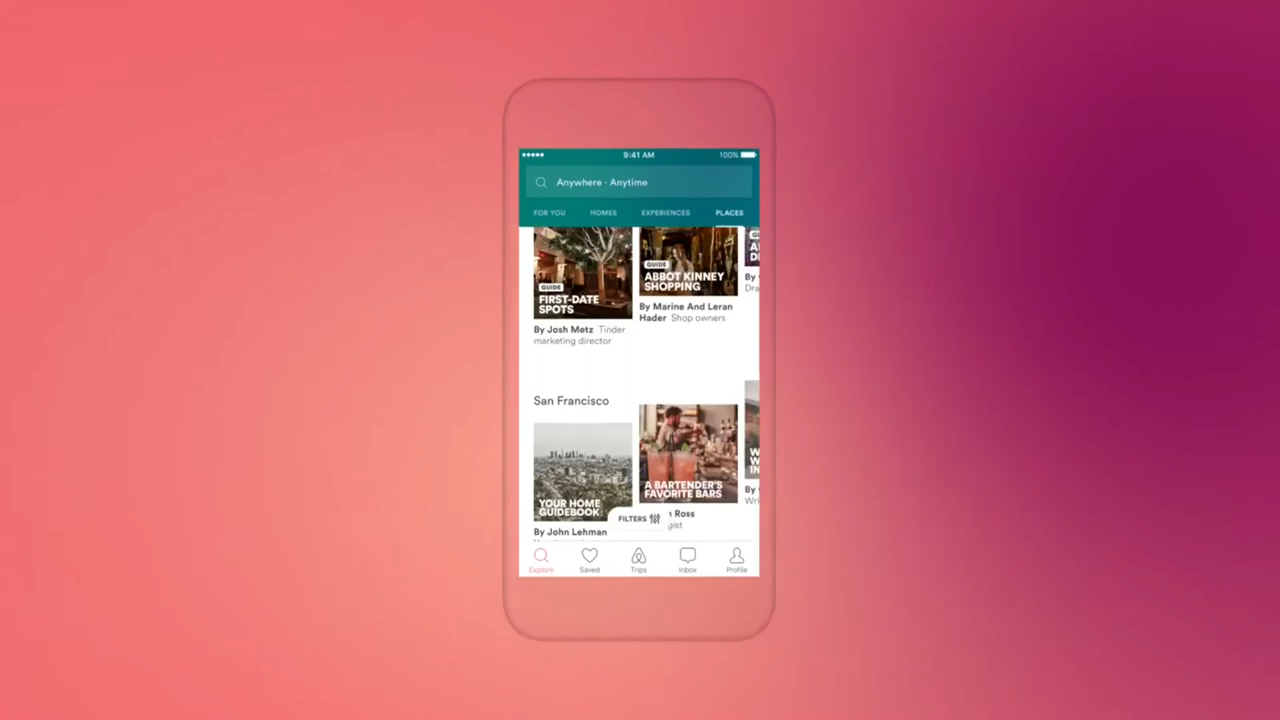 9:41 AM
100%
Anywhere · Anytime
FOR YOU
HOMES
EXPERIENCES
PLACES
GUIDE
FIRST-DATE
SPOTS
By Josh Metz Tinder
marketing director
GUIDE
ABBOT KINNEY
SHOPPING
By Marine And Leran
Hader Shop owners
San Francisco
YOUR HOME
GUIDEBOOK
By John Lehman
A BARTENDER'S
FAVORITE BARS
Ross
FILTERS
Explore
Saved
Trips
Inbox
Profile